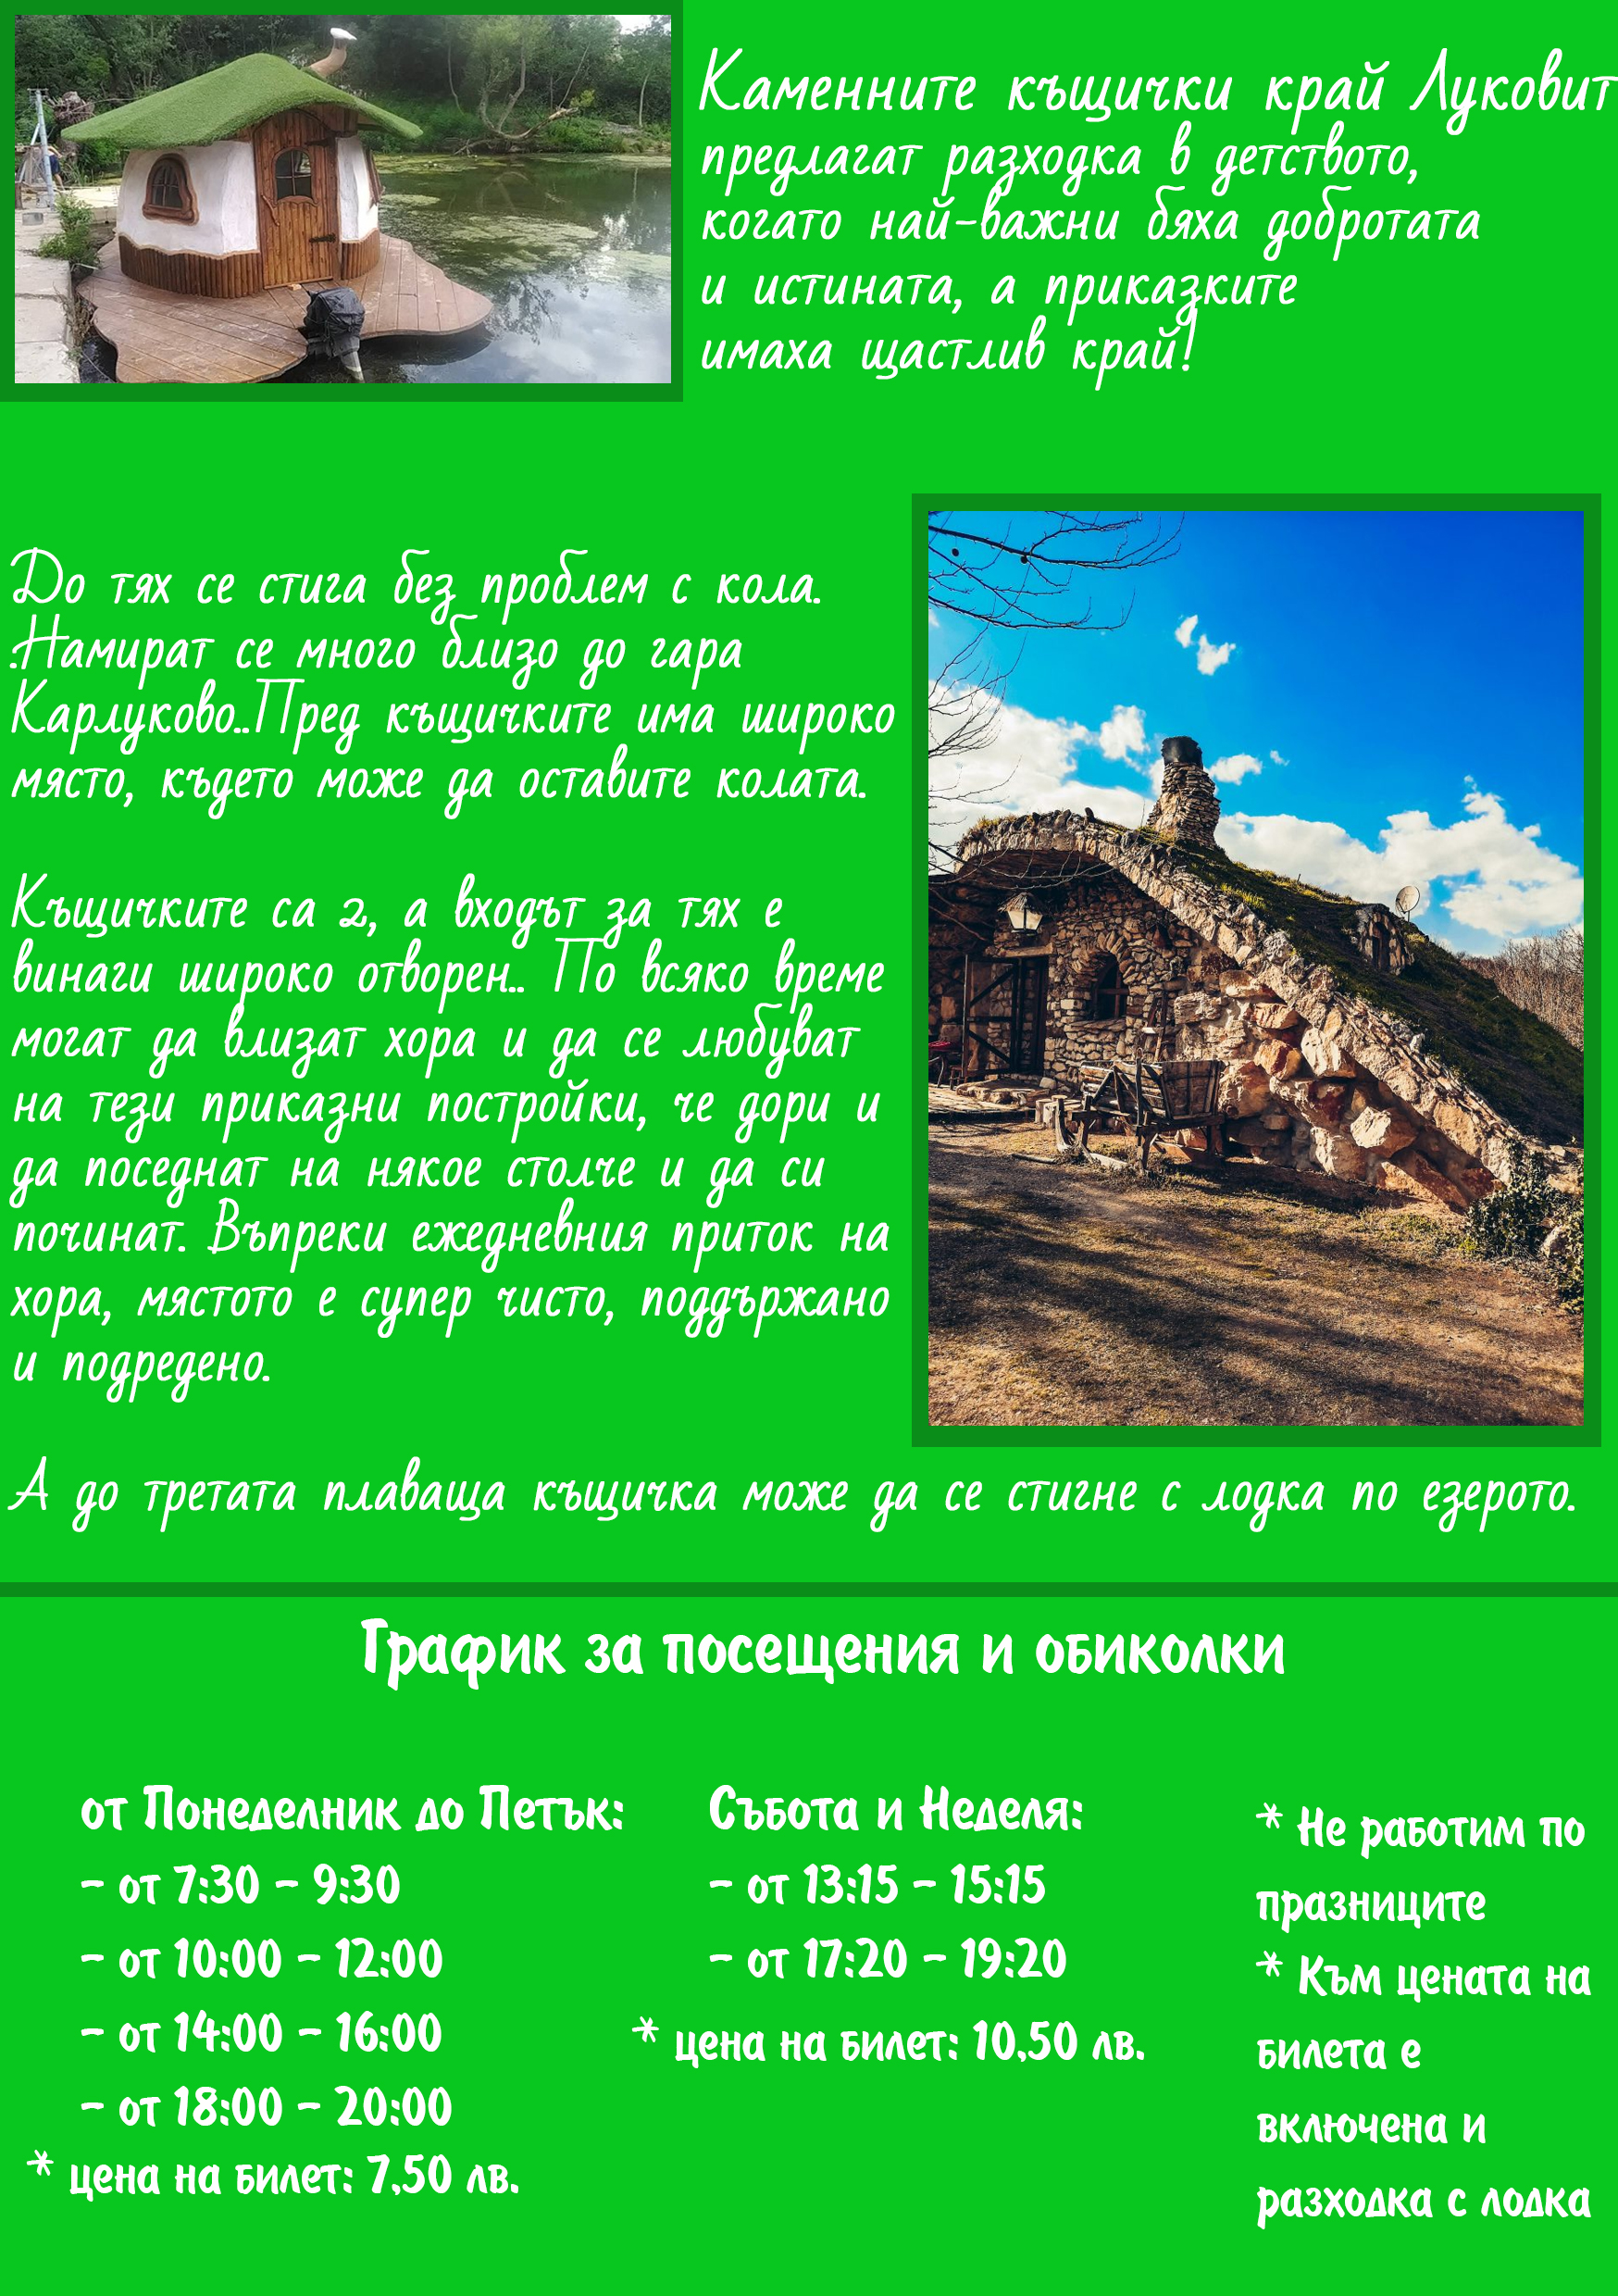 Каменните къщички край Луковит
предлагат разходка в детството,
когато най-важни бяха добротата
и истината, а приказките
имаха щастлив край!
До тях се стига без проблем с кола.
.Намират се много близо до гара
Карлуково..Пред къщичките има широко
място, където може да оставите колата.
Къщичките са 2, а входът за тях е
винаги широко отворен.. По всяко време
могат да влизат хора и да се любуват
на тези приказни постройки, че дори и
да поседнат на някое столче и да си
починат. Въпреки ежедневния приток на
хора, мястото е супер чисто, поддържано
и подредено.
А до третата плаваща къщичка може да се стигне с лодка по езерото.
График за посещения и обиколки
от Понеделник до Петък:
- от 7:30 - 9:30
- от 10:00 - 12:00
- от 14:00 - 16:00
- от 18:00 - 20:00
* цена на билет: 7,50 лв.
Събота и Неделя:
- от 13:15 - 15:15
- от 17:20 - 19:20
* цена на билет: 10,50 лв.
* Не работим по
празниците
* Към цената на
билета е
включена и
разходка с лодка